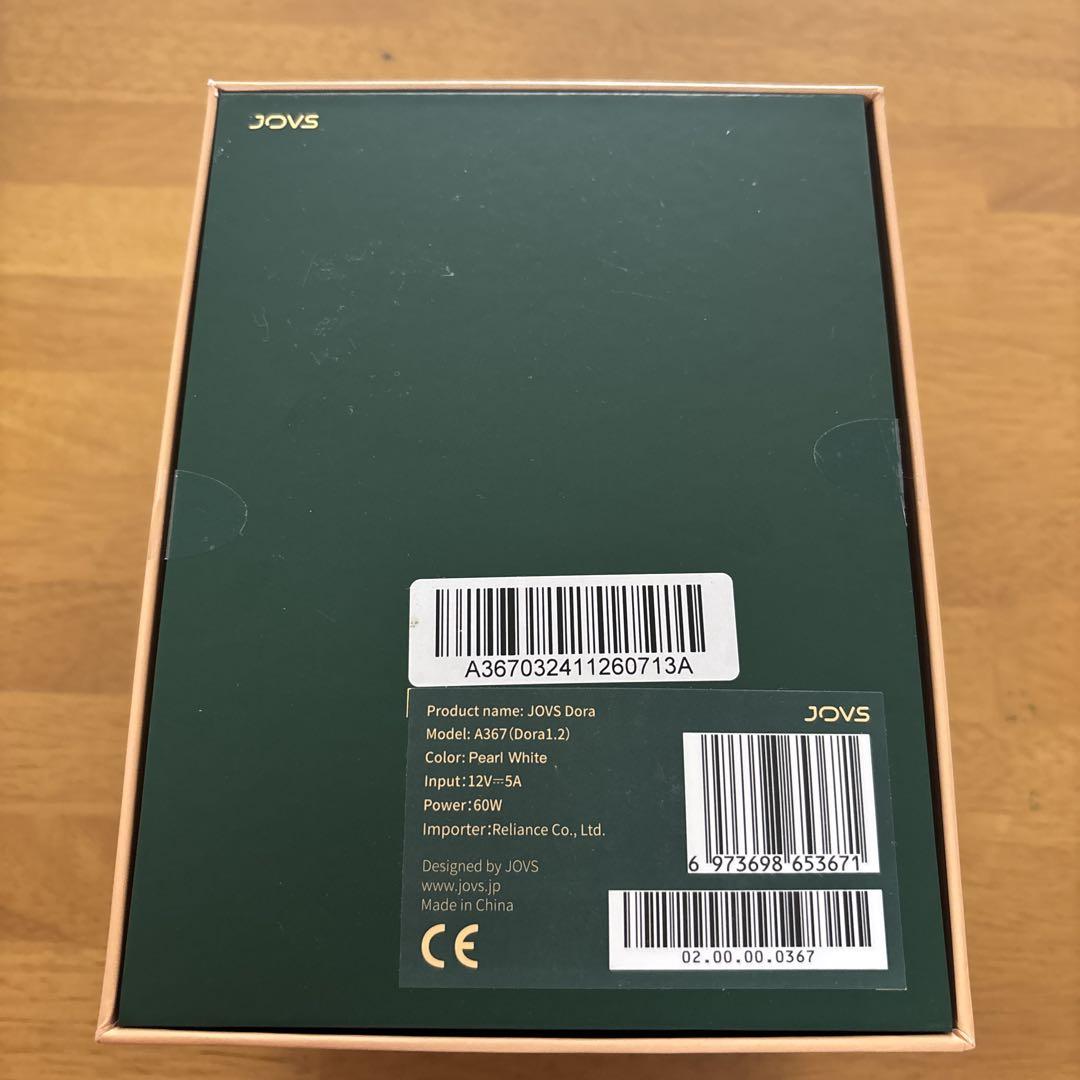 JOVS
A367032411260713A
Product name: JOVS Dora
Model: A367(Dora1.2)
Color: Pearl White
Input:12V⎓5A
Power:60W
Importer:Reliance Co., Ltd.
Designed by JOVS
www.jovs.jp
Made in China
CE
JOVS
6 973698 653671
02.00.00.0367